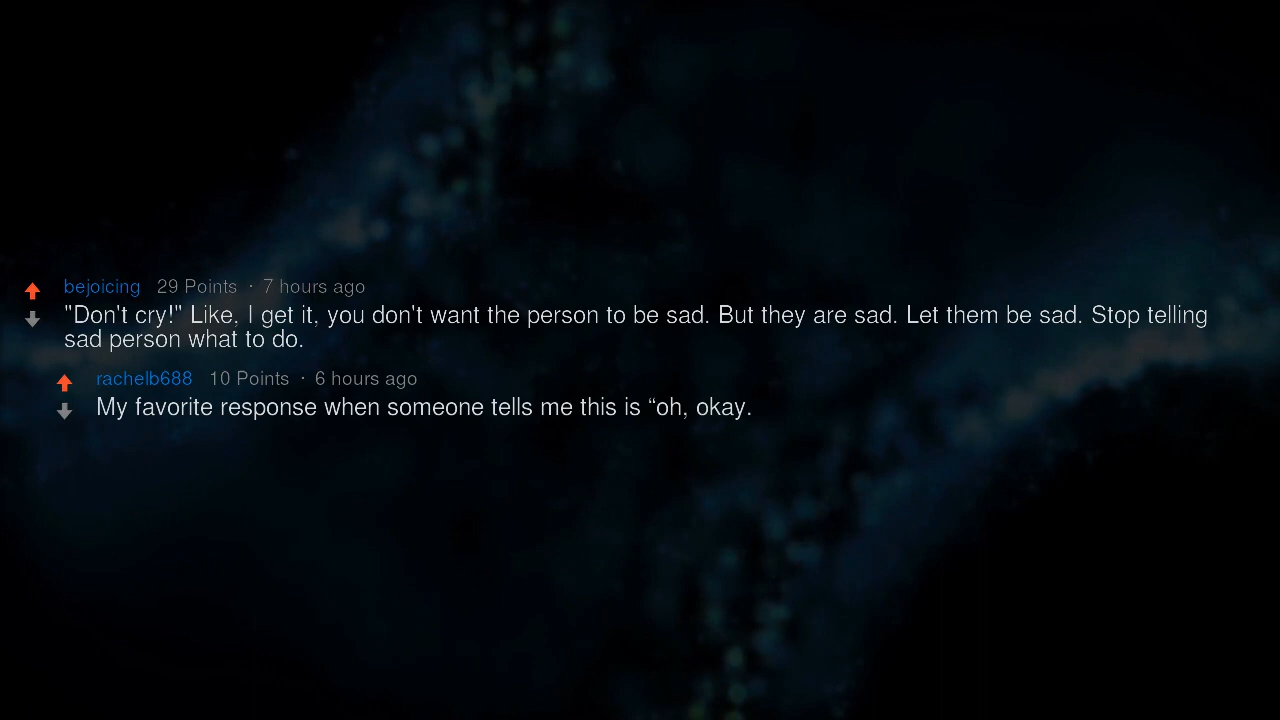 bejoicing 29 Points · 7 hours ago
"Don't cry!" Like, I get it, you don't want the person to be sad. But they are sad. Let them be sad. Stop telling
sad person what to do.
rachelb688 10 Points · 6 hours ago
My favorite response when someone tells me this is “oh, okay.